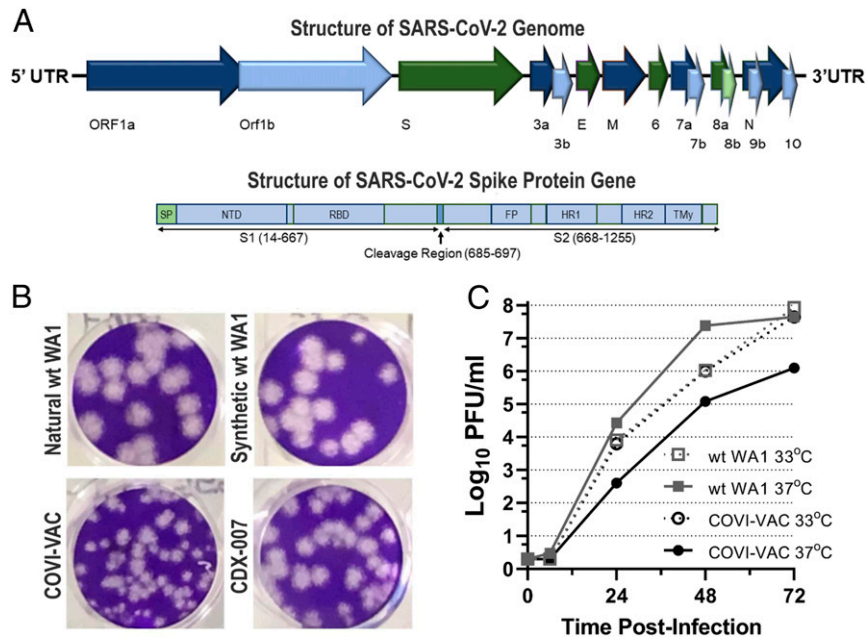 A
Structure of SARS-CoV-2 Genome
5' UTR
3'UTR
ORF1a
Orf1b
S
3a
3b
E
M
6
7a
7b
8a
8b
N
9b
10
Structure of SARS-CoV-2 Spike Protein Gene
SP
NTD
RBD
FP
HR1
HR2
TMy
S1 (14-667)
S2 (668-1255)
Cleavage Region (685-697)
B
Natural wt WA1
Synthetic wt WA1
COVI-VAC
CDX-007
C
Log10 PFU/ml
8
7
6
5
4
3
2
1
0
wt WA1 33°C
wt WA1 37°C
COVI-VAC 33°C
COVI-VAC 37°C
0
24
48
72
Time Post-Infection